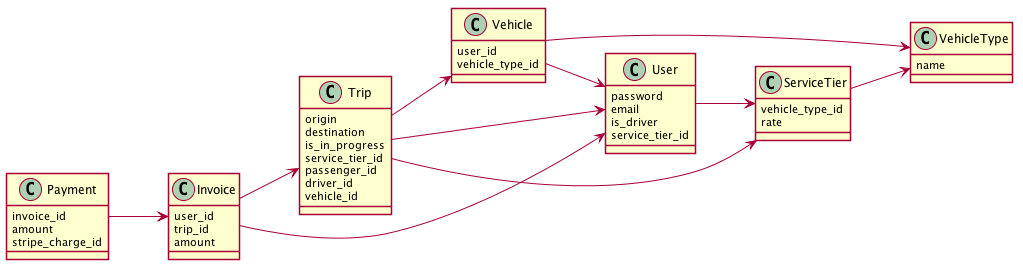 C Vehicle
user_id
vehicle_type_id
C VehicleType
name
C User
password
email
is_driver
service_tier_id
C ServiceTier
vehicle_type_id
rate
C Trip
origin
destination
is_in_progress
service_tier_id
passenger_id
driver_id
vehicle_id
C Payment
invoice_id
amount
stripe_charge_id
C Invoice
user_id
trip_id
amount